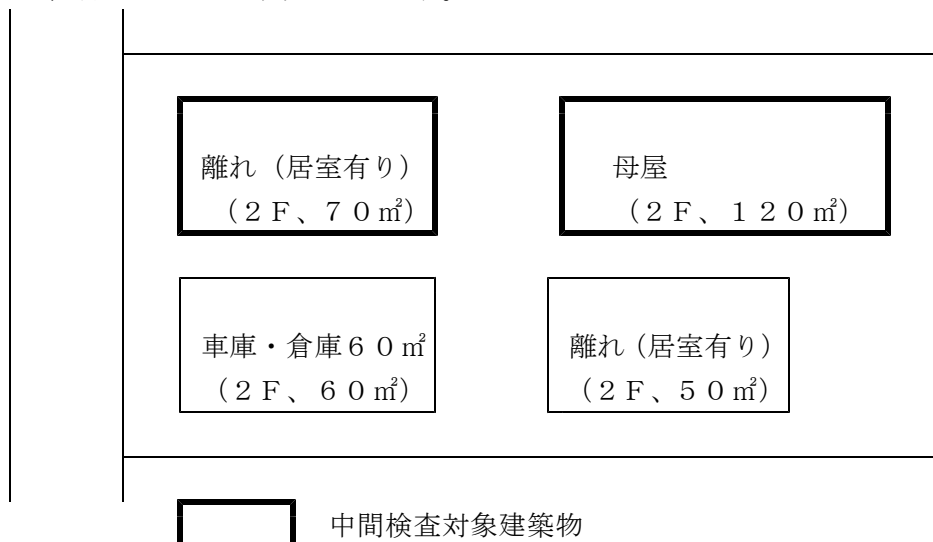 離れ（居室有り）
（２Ｆ、７０㎡）
母屋
（２Ｆ、１２０㎡）
車庫・倉庫６０㎡
（２Ｆ、６０㎡）
離れ（居室有り）
（２Ｆ、５０㎡）
中間検査対象建築物